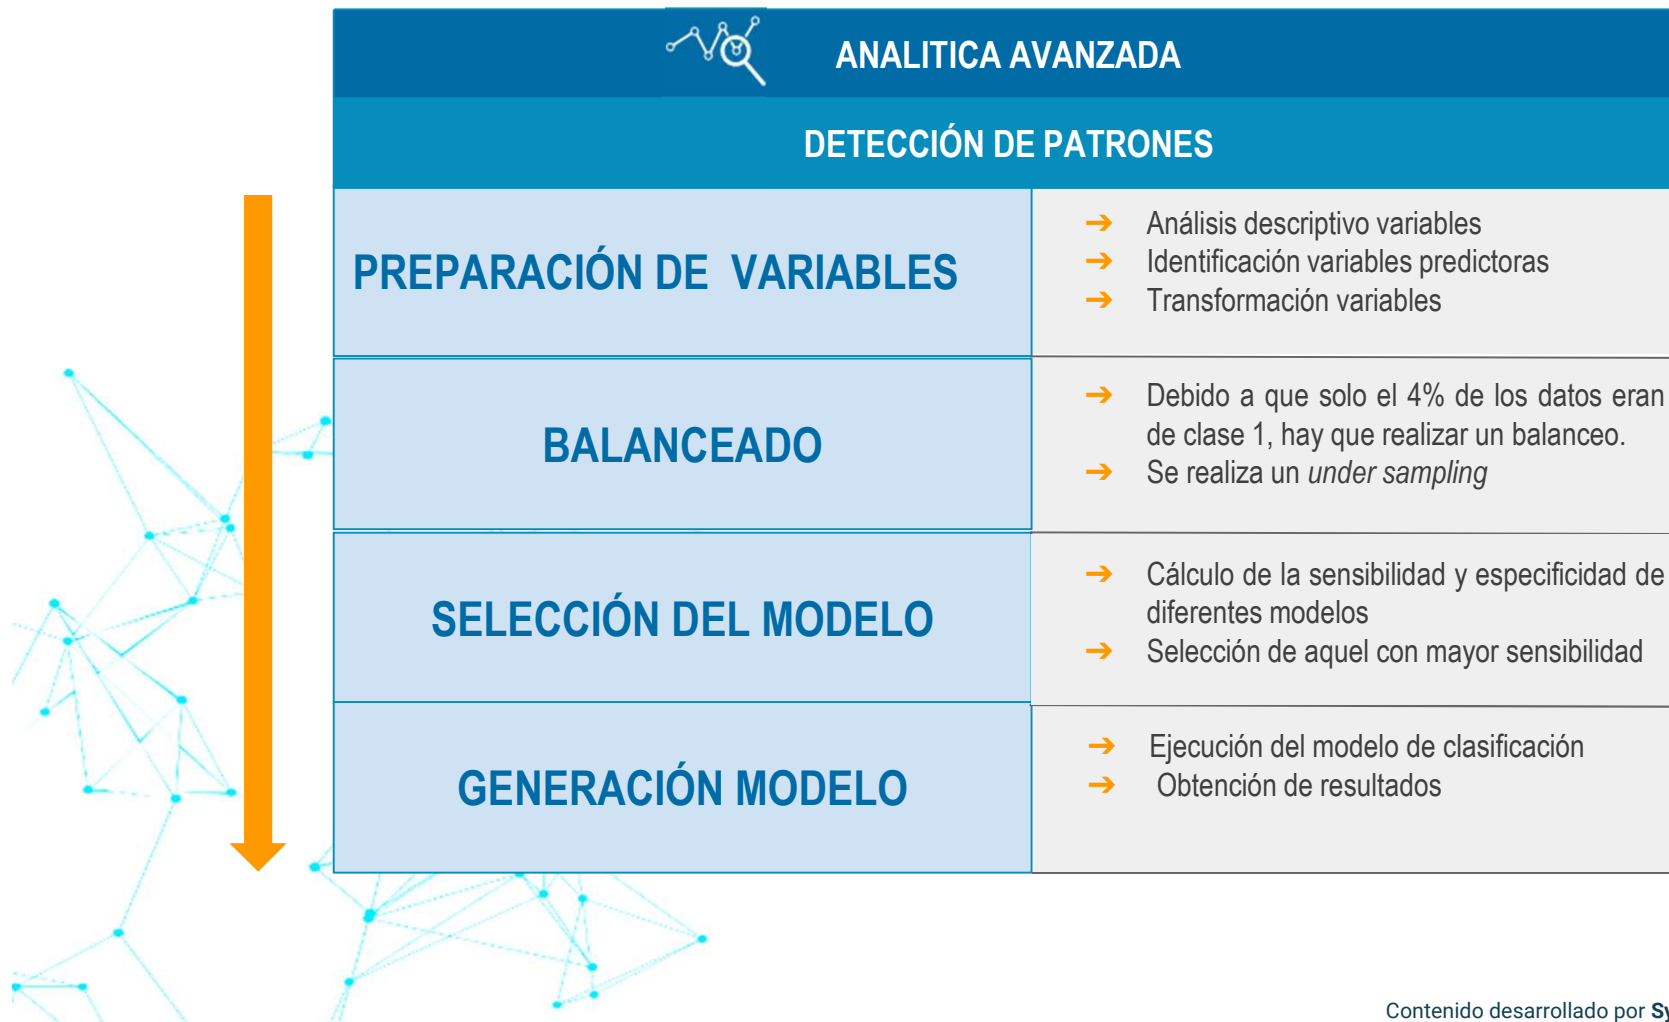 ANALITICA AVANZADA
DETECCIÓN DE PATRONES
PREPARACIÓN DE VARIABLES
➔ Análisis descriptivo variables
➔ Identificación variables predictoras
➔ Transformación variables
BALANCEADO
➔ Debido a que solo el 4% de los datos eran
de clase 1, hay que realizar un balanceo.
➔ Se realiza un under sampling
SELECCIÓN DEL MODELO
➔ Cálculo de la sensibilidad y especificidad de
diferentes modelos
➔ Selección de aquel con mayor sensibilidad
GENERACIÓN MODELO
➔ Ejecución del modelo de clasificación
➔ Obtención de resultados
Contenido desarrollado por